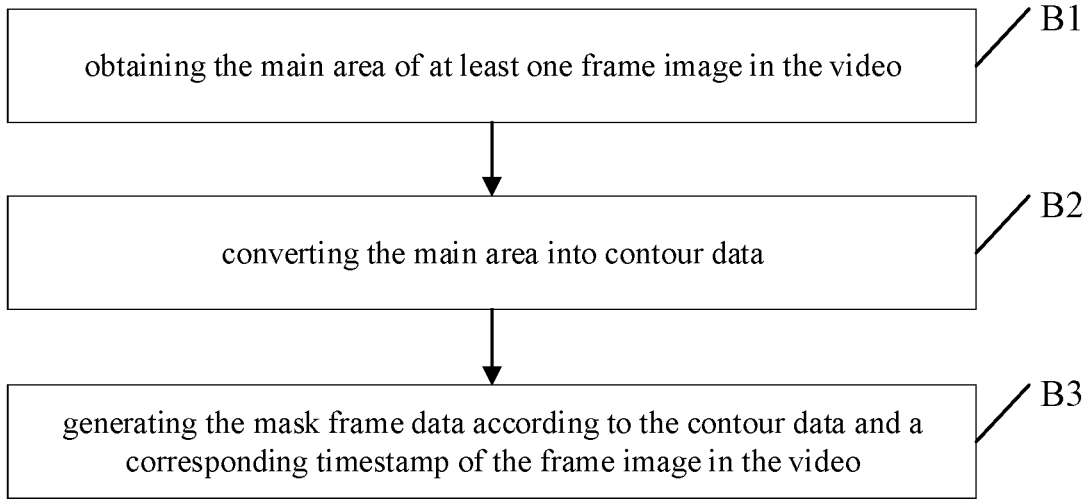 B1
obtaining the main area of at least one frame image in the video
B2
converting the main area into contour data
B3
generating the mask frame data according to the contour data and a
corresponding timestamp of the frame image in the video